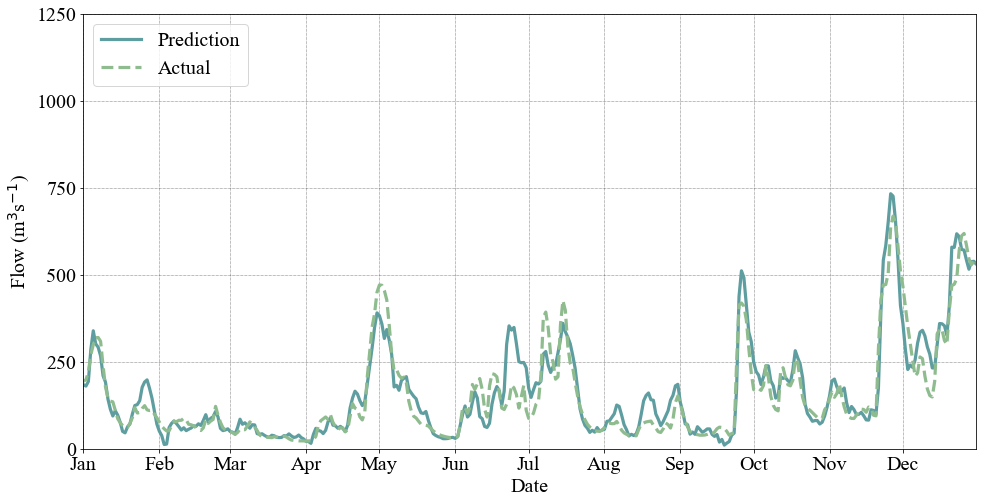 1250
1000
750
500
250
0
Flow (m³s⁻¹)
Prediction
Actual
Jan Feb Mar Apr May Jun Jul Aug Sep Oct Nov Dec
Date